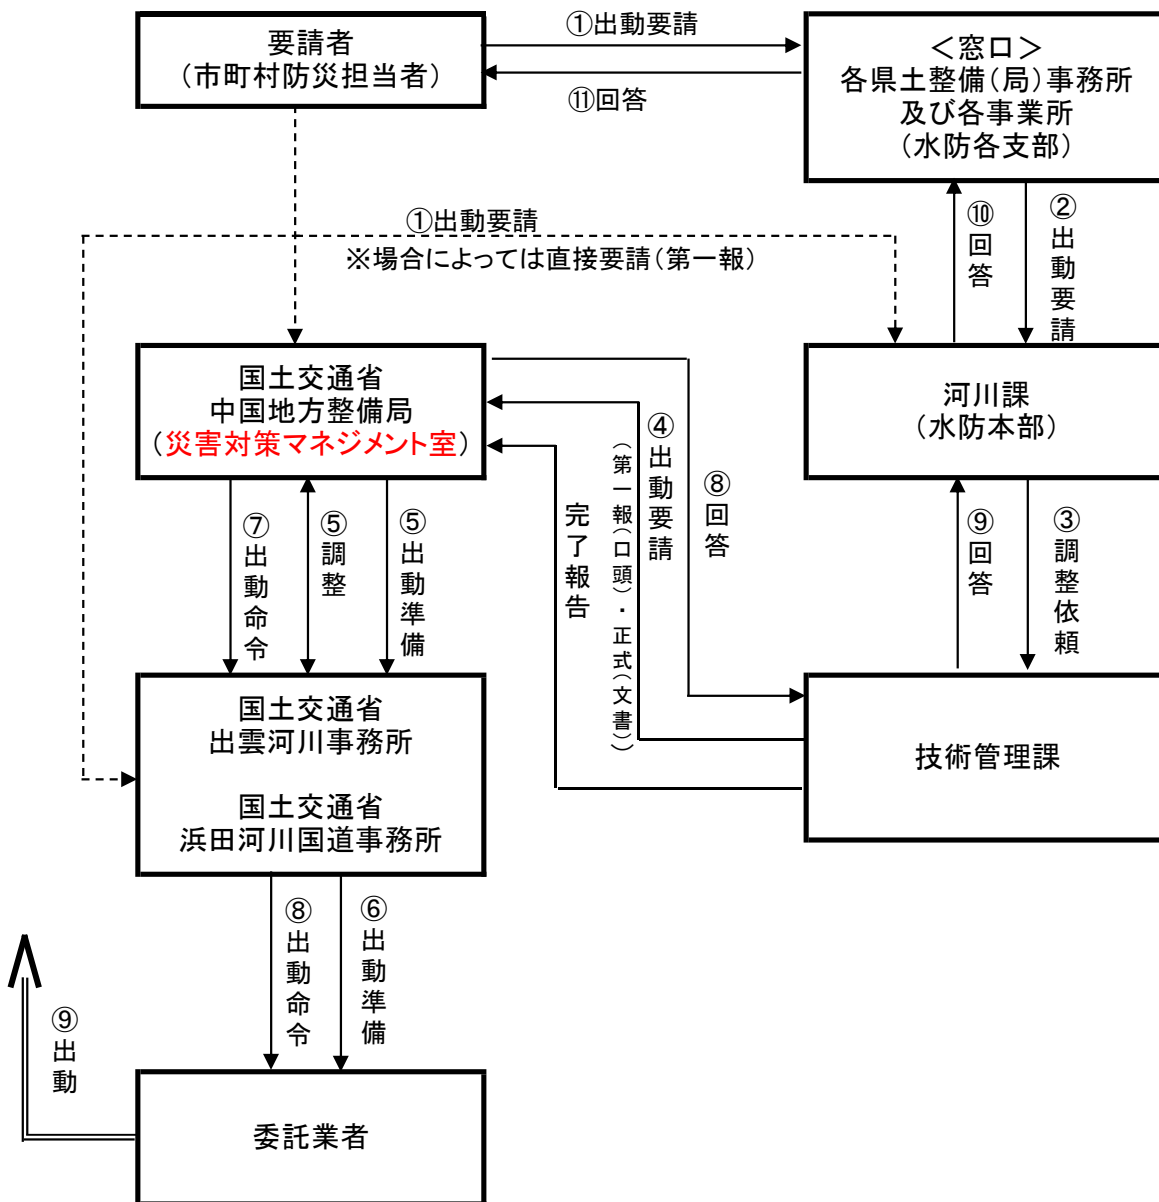 要請者
（市町村防災担当者）
①出動要請
⑪回答
＜窓口＞
各県土整備（局）事務所
及び各事業所
（水防各支部）
①出動要請
※場合によっては直接要請（第一報）
⑩回答
②出動要請
国土交通省
中国地方整備局
（災害対策マネジメント室）
河川課
（水防本部）
⑦出動命令
⑤調整
⑤出動準備
完了報告
（第一報（口頭）・正式（文書））
④出動要請
⑧回答
⑨回答
③調整依頼
国土交通省
出雲河川事務所
国土交通省
浜田河川国道事務所
技術管理課
⑧出動命令
⑥出動準備
⑨出動
委託業者